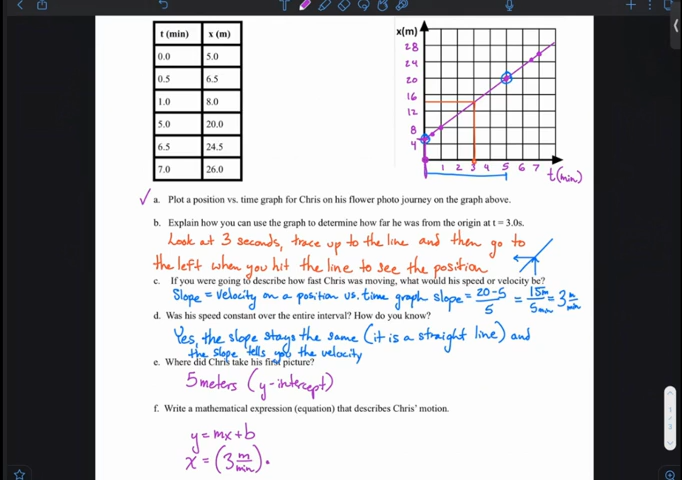 t (min) x (m)
0.0 5.0
0.5 6.5
1.0 8.0
5.0 20.0
6.5 24.5
7.0 26.0
x(m)
28
24
20
16
12
8
4
1 2 3 4 5 6 7
t(min)
✓ a. Plot a position vs. time graph for Chris on his flower photo journey on the graph above.
b. Explain how you can use the graph to determine how far he was from the origin at t = 3.0s.
Look at 3 seconds, trace up to the line and then go to
the left when you hit the line to see the position
c. If you were going to describe how fast Chris was moving, what would his speed or velocity be?
Slope = Velocity on a position vs. time graph slope = 20-5/5 = 15m/5min = 3 m/min
d. Was his speed constant over the entire interval? How do you know?
Yes, the slope stays the same (it is a straight line) and
the slope tells you the velocity
e. Where did Chris take his first picture?
5 meters (y-intercept)
f. Write a mathematical expression (equation) that describes Chris' motion.
y = mx + b
x = (3 m/min) ·